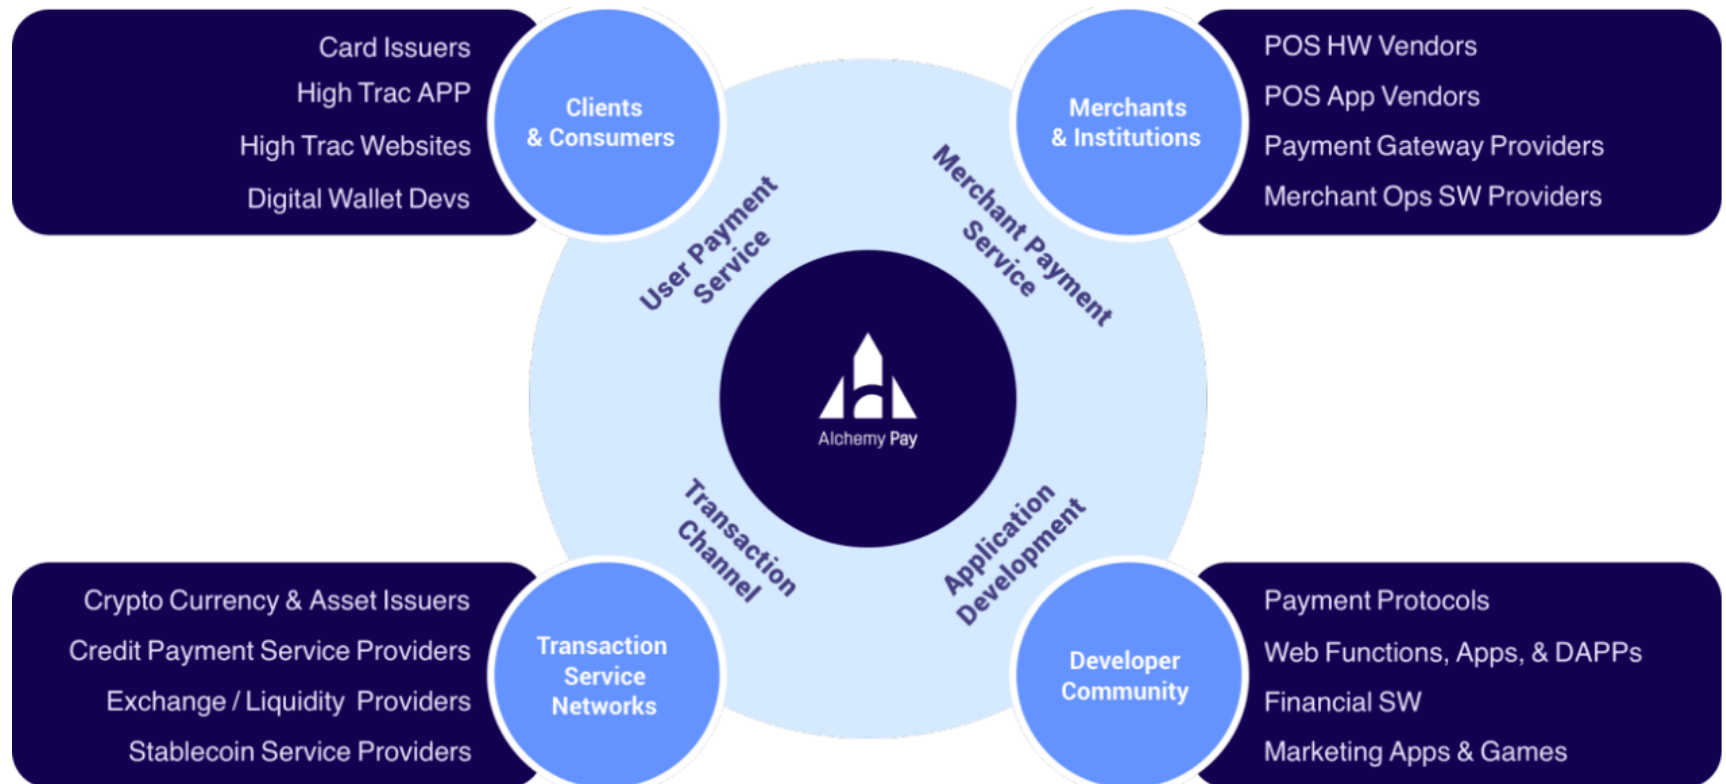 Card Issuers
High Trac APP
High Trac Websites
Digital Wallet Devs
Clients
& Consumers
Merchants
& Institutions
POS HW Vendors
POS App Vendors
Payment Gateway Providers
Merchant Ops SW Providers
User Payment
Service
Merchant Payment
Service
Alchemy Pay
Transaction
Channel
Application
Development
Crypto Currency & Asset Issuers
Credit Payment Service Providers
Exchange / Liquidity Providers
Stablecoin Service Providers
Transaction
Service
Networks
Developer
Community
Payment Protocols
Web Functions, Apps, & DAPPs
Financial SW
Marketing Apps & Games